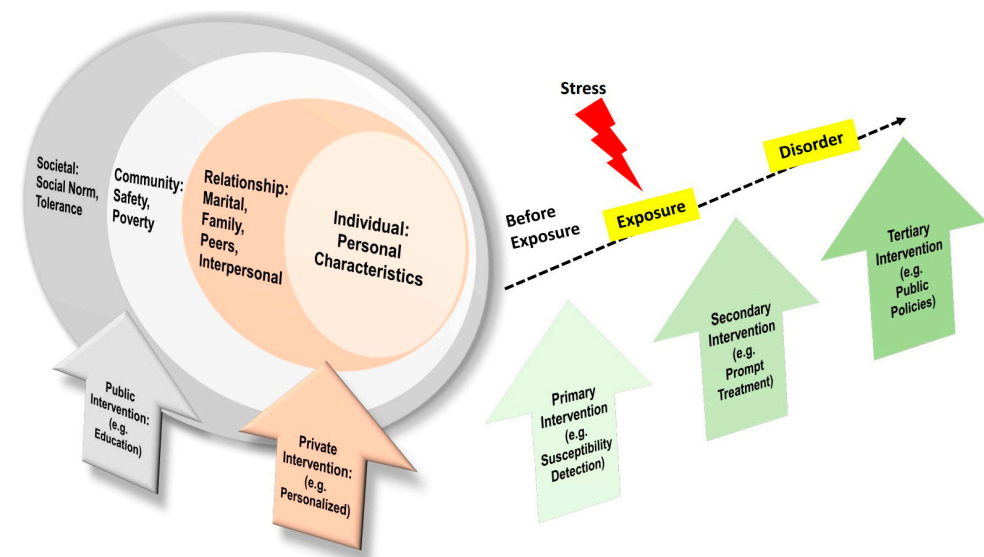 Societal:
Social Norm,
Tolerance
Community:
Safety,
Poverty
Relationship:
Marital,
Family,
Peers,
Interpersonal
Individual:
Personal
Characteristics
Public
Intervention:
(e.g.
Education)
Private
Intervention:
(e.g.
Personalized)
Stress
Before
Exposure
Exposure
Disorder
Primary
Intervention
(e.g.
Susceptibility
Detection)
Secondary
Intervention
(e.g.
Prompt
Treatment)
Tertiary
Intervention
(e.g.
Public
Policies)